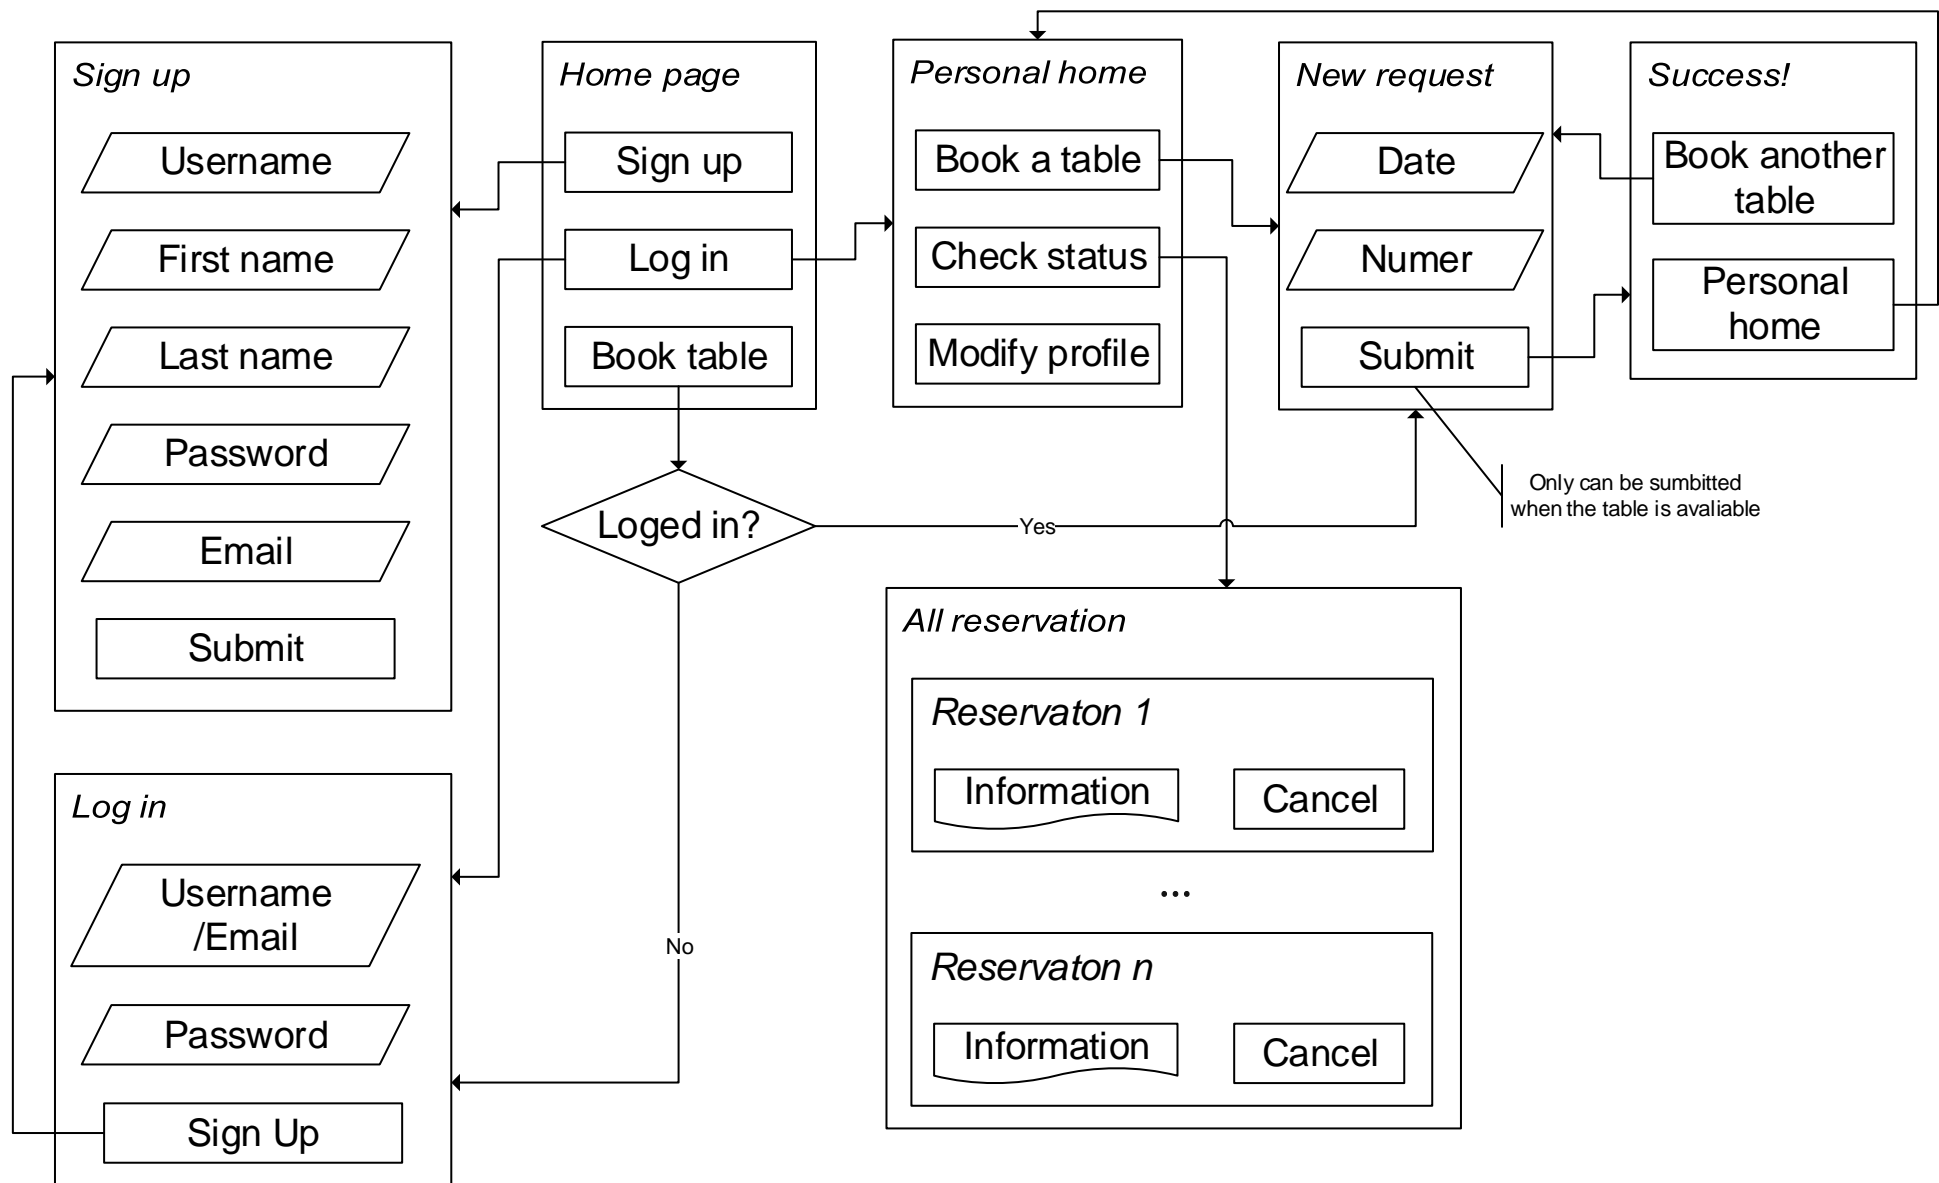 Sign up
Username
First name
Last name
Password
Email
Submit
Log in
Username
/Email
Password
Sign Up
Home page
Sign up
Log in
Book table
Loged in?
Yes
No
Personal home
Book a table
Check status
Modify profile
New request
Date
Numer
Submit
Only can be sumbitted
when the table is avaliable
Success!
Book another
table
Personal
home
All reservation
Reservaton 1
Information
Cancel
...
Reservaton n
Information
Cancel